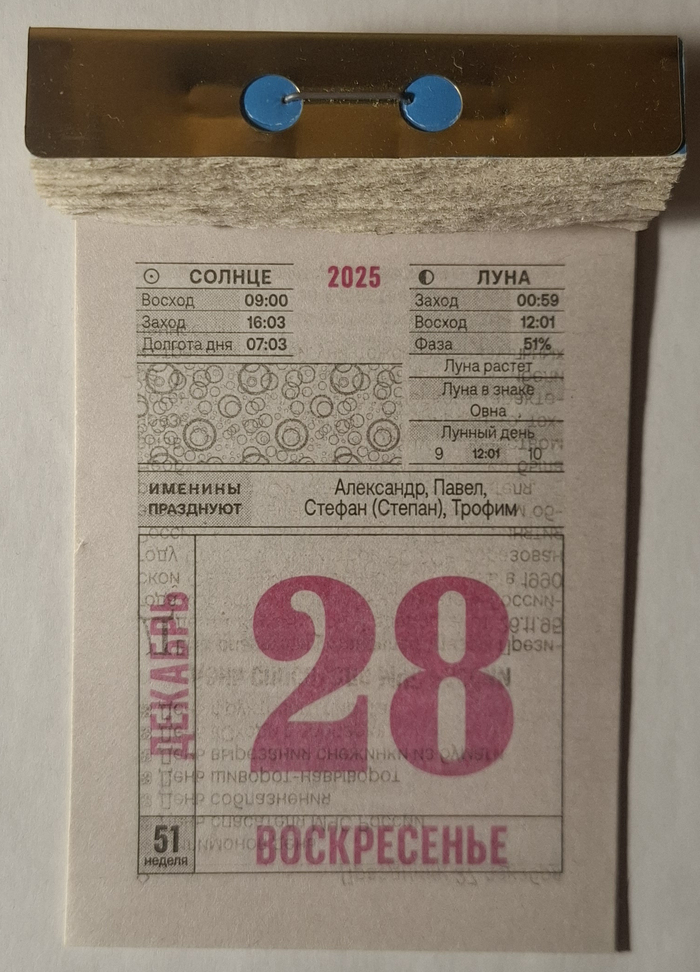 СОЛНЦЕ
Восход 09:00
Заход 16:03
Долгота дня 07:03
2025
ЛУНА
Заход 00:59
Восход 12:01
Фаза 51%
Луна растет
Луна в знаке
Овна
Лунный день
9 12:01 10
ИМЕНИНЫ
ПРАЗДНУЮТ
Александр, Павел,
Стефан (Степан), Трофим
ДЕКАБРЬ
28
51
неделя
ВОСКРЕСЕНЬЕ